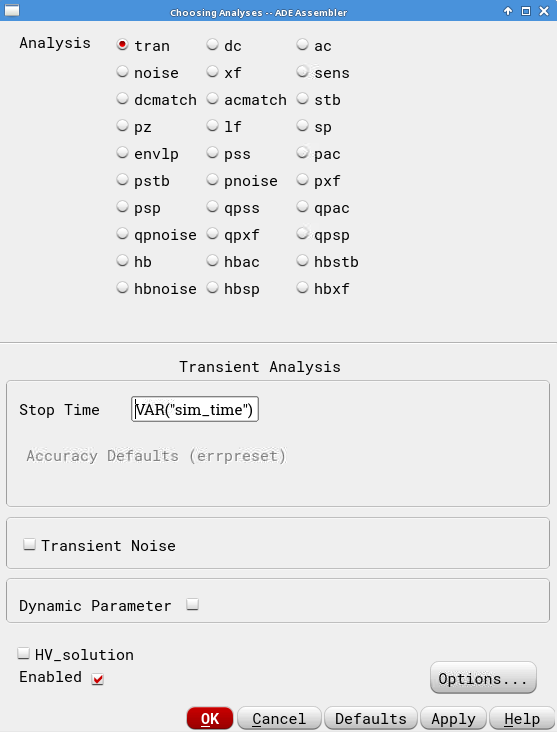 Choosing Analyses -- ADE Assembler
Analysis tran dc ac
noise xf sens
dcmatch acmatch stb
pz lf sp
envlp pss pac
pstb pnoise pxf
psp qpss qpac
qpnoise qpxf qpsp
hb hbac hbstb
hbnoise hbsp hbxf
Transient Analysis
Stop Time VAR("sim_time")
Accuracy Defaults (errpreset)
Transient Noise
Dynamic Parameter
HV_solution
Enabled
Options...
OK Cancel Defaults Apply Help